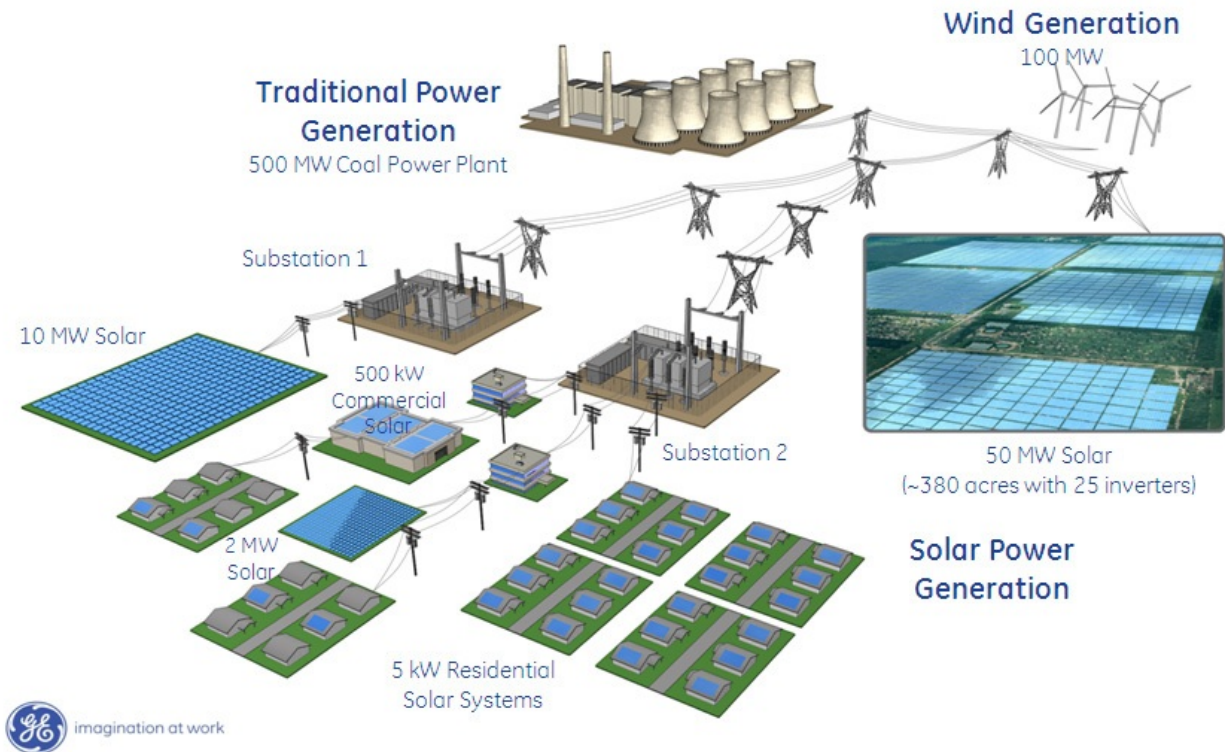 Wind Generation
100 MW
Traditional Power
Generation
500 MW Coal Power Plant
Substation 1
10 MW Solar
500 kW
Commercial
Solar
Substation 2
50 MW Solar
(~380 acres with 25 inverters)
2 MW
Solar
Solar Power
Generation
5 kW Residential
Solar Systems
GE
imagination at work